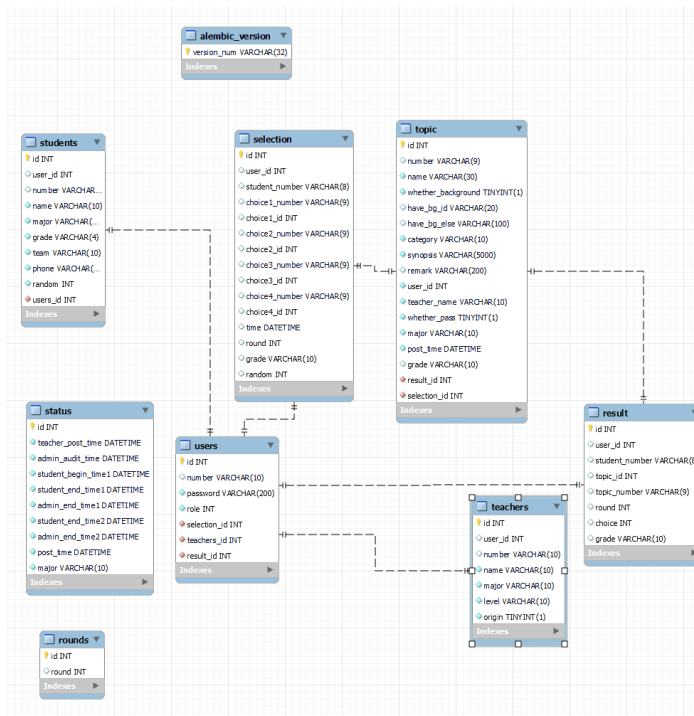 alembic_version
version_num VARCHAR(32)
Indexes
students
id INT
user_id INT
number VARCHAR...
name VARCHAR(10)
major VARCHAR(...
grade VARCHAR(4)
team VARCHAR(10)
phone VARCHAR(...
random INT
users_id INT
Indexes
selection
id INT
user_id INT
student_number VARCHAR(8)
choice1_number VARCHAR(9)
choice1_id INT
choice2_number VARCHAR(9)
choice2_id INT
choice3_number VARCHAR(9)
choice3_id INT
choice4_number VARCHAR(9)
choice4_id INT
time DATETIME
round INT
grade VARCHAR(10)
random INT
Indexes
topic
id INT
number VARCHAR(9)
name VARCHAR(30)
whether_background TINYINT(1)
have_bg_id VARCHAR(20)
have_bg_else VARCHAR(100)
category VARCHAR(10)
synopsis VARCHAR(5000)
remark VARCHAR(200)
user_id INT
teacher_name VARCHAR(10)
whether_pass TINYINT(1)
major VARCHAR(10)
post_time DATETIME
grade VARCHAR(10)
result_id INT
selection_id INT
Indexes
status
id INT
teacher_post_time DATETIME
admin_audit_time DATETIME
student_begin_time1 DATETIME
student_end_time1 DATETIME
admin_end_time1 DATETIME
student_end_time2 DATETIME
admin_end_time2 DATETIME
post_time DATETIME
major VARCHAR(10)
Indexes
users
id INT
number VARCHAR(10)
password VARCHAR(200)
role INT
selection_id INT
teachers_id INT
result_id INT
Indexes
result
id INT
user_id INT
student_number VARCHAR(8
topic_id INT
topic_number VARCHAR(9)
round INT
choice INT
grade VARCHAR(10)
Indexes
teachers
id INT
user_id INT
number VARCHAR(10)
name VARCHAR(10)
major VARCHAR(10)
level VARCHAR(10)
origin TINYINT(1)
Indexes
rounds
id INT
round INT
Indexes